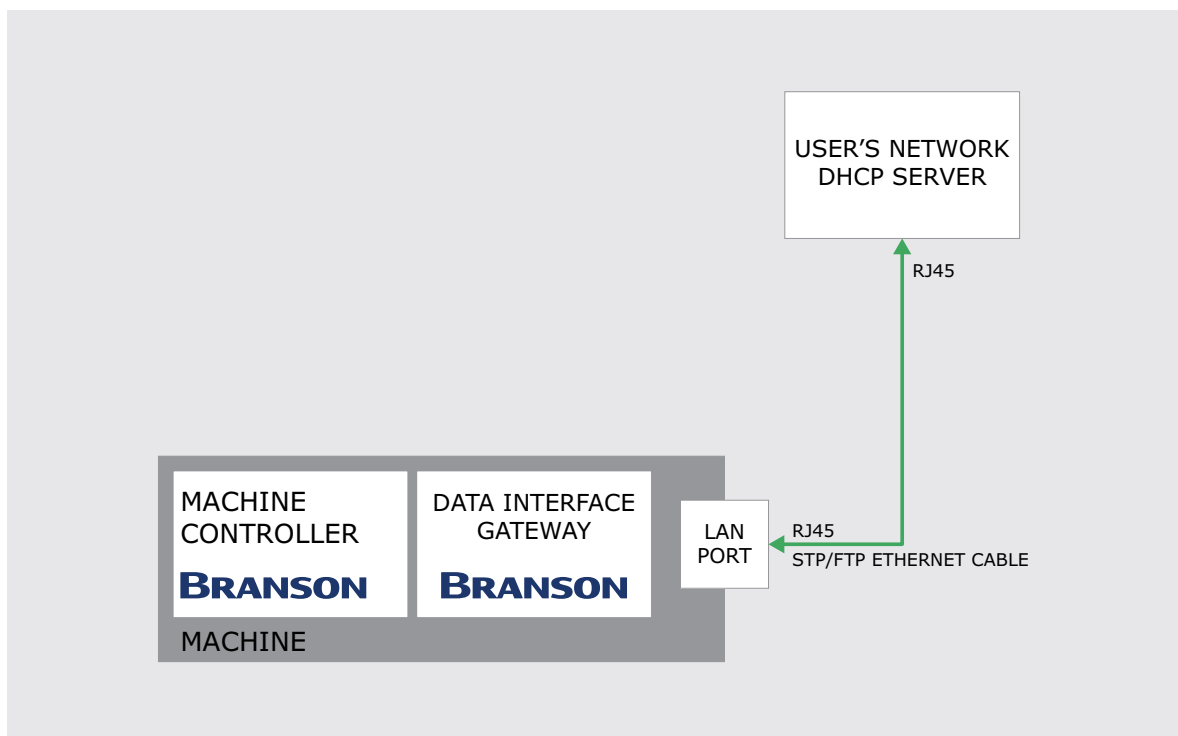 USER'S NETWORK
DHCP SERVER
RJ45
MACHINE
CONTROLLER
BRANSON
DATA INTERFACE
GATEWAY
BRANSON
LAN
PORT
RJ45
STP/FTP ETHERNET CABLE
MACHINE